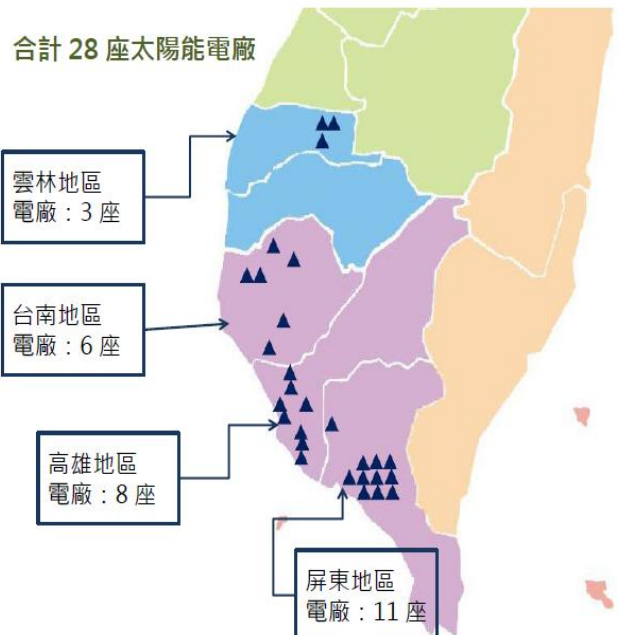 合計 28 座太陽能電廠
雲林地區
電廠：3 座
台南地區
電廠：6 座
高雄地區
電廠：8 座
屏東地區
電廠：11 座